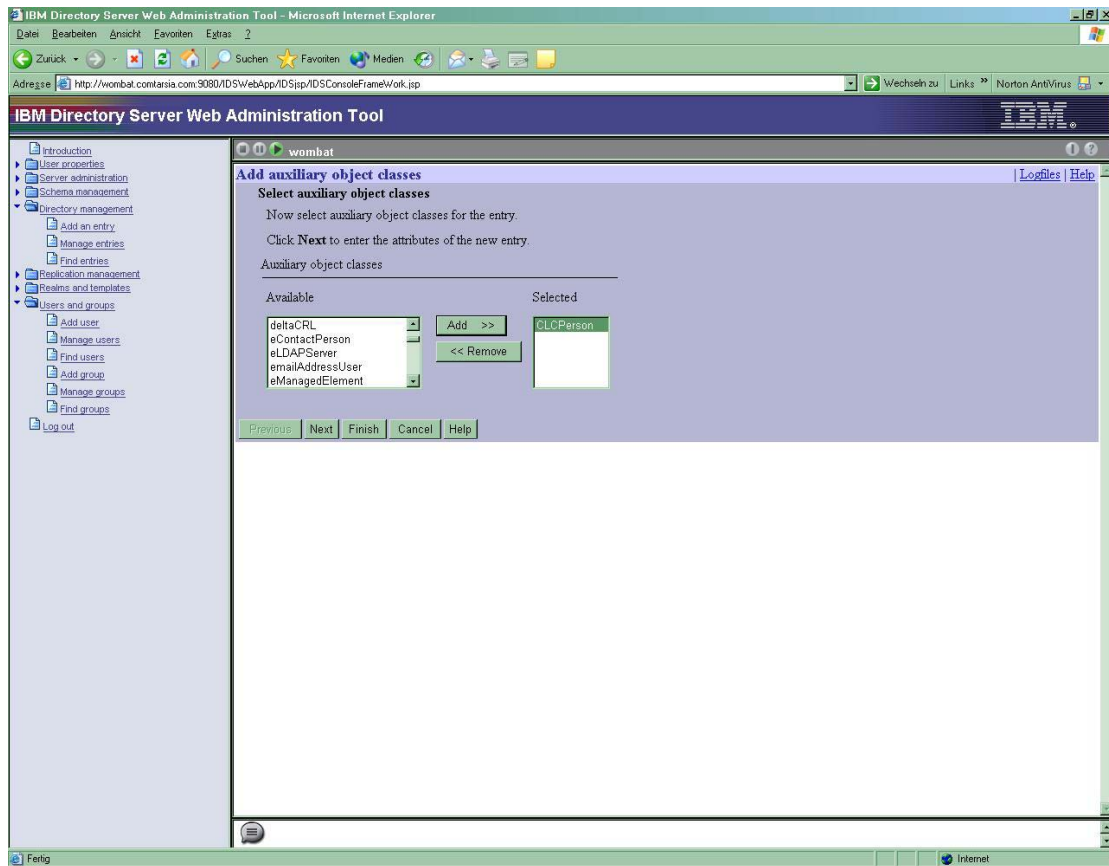 IBM Directory Server Web Administration Tool - Microsoft Internet Explorer
Datei Bearbeiten Ansicht Favoriten Extras ?
Zurück Suchen Favoriten Medien
Adresse http://wombat.comtarsia.com:9080/IDSWebApp/IDSjsp/IDSConsoleFrameWork.jsp Wechseln zu Links » Norton AntiVirus
IBM Directory Server Web Administration Tool IBM®
Introduction
User properties
Server administration
Schema management
Directory management
Add an entry
Manage entries
Find entries
Replication management
Realms and templates
Users and groups
Add user
Manage users
Find users
Add group
Manage groups
Find groups
Log out
wombat
Add auxiliary object classes | Logfiles | Help
Select auxiliary object classes
Now select auxiliary object classes for the entry.
Click Next to enter the attributes of the new entry.
Auxiliary object classes
Available Selected
deltaCRL
eContactPerson
eLDAPServer
emailAddressUser
eManagedElement
Add >>
<< Remove
CLCPerson
Previous Next Finish Cancel Help
Fertig Internet